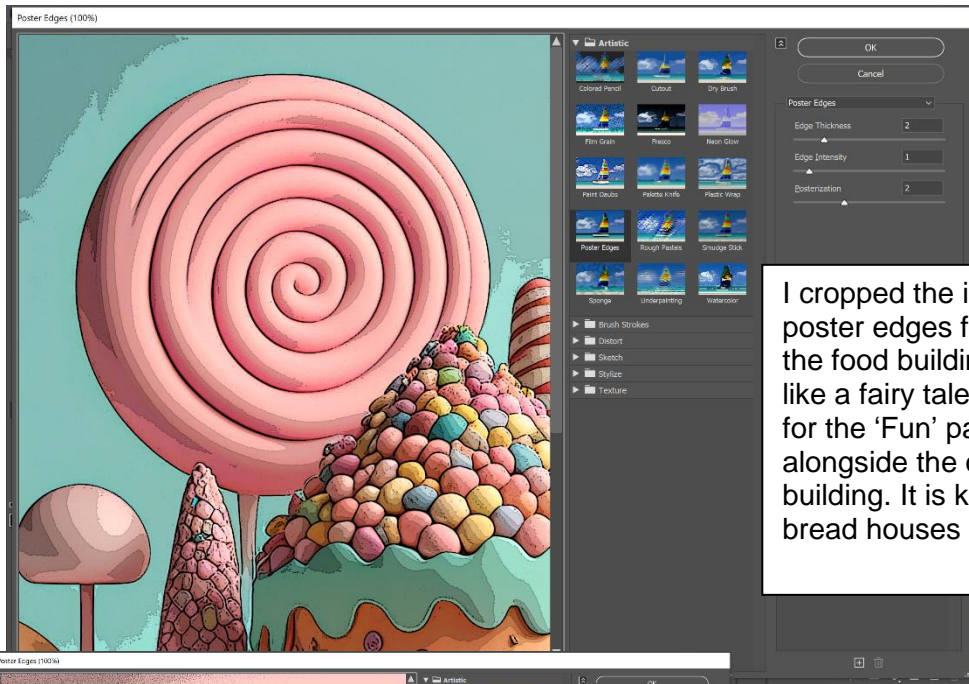 Poster Edges (100%)
Artistic
Colored Pencil Cutout Dry Brush
Film Grain Fresco Neon Glow
Paint Daubs Palette Knife Plastic Wrap
Poster Edges Rough Pastels Smudge Stick
Sponge Underpainting Watercolor
Brush Strokes
Distort
Sketch
Stylize
Texture
OK
Cancel
Poster Edges
Edge Thickness 2
Edge Intensity 1
Posterization 2
I cropped the i
poster edges f
the food buildin
like a fairy tale
for the ‘Fun’ pa
alongside the
building. It is k
bread houses
Poster Edges (100%)
Artistic
OK